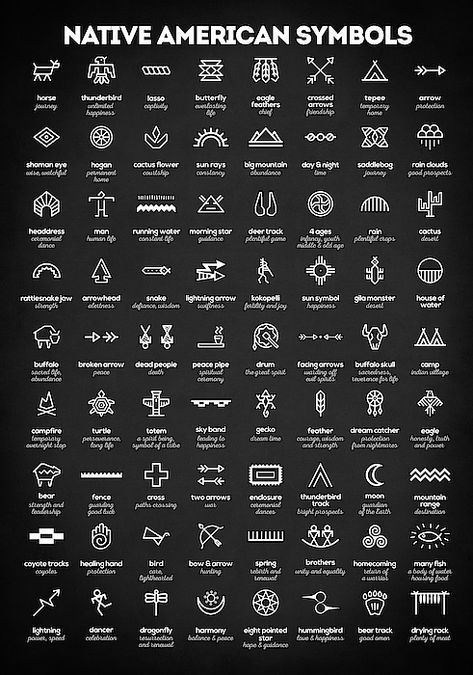 NATIVE AMERICAN SYMBOLS
horse thunderbird lasso butterfly eagle feathers crossed arrows teepee arrow
journey unlimited happiness captivity everlasting life chief friendship temporary home protection
shaman eye hogan cactus flower sun rays big mountain day & night saddlebag rain clouds
wise, watchful permanent home courtship constancy abundance time journey good prospects
headdress man running water morning star deer track 4 ages rain cactus
ceremonial dance human life constant life guidance plentiful game infancy, youth middle & old age plentiful crops desert
rattlesnake jaw arrowhead snake lightning arrow kokopelli sun symbol gila monster house of water
strength alertness defiance, wisdom swiftness fertility and joy happiness desert
buffalo broken arrow dead people peace pipe drum facing arrows buffalo skull camp
sacred life, abundance peace death spiritual ceremony the great spirit warding off evil spirits sacredness, reverence for life indian village
campfire turtle totem sky band gecko feather dream catcher eagle
temporary overnight stop perseverance, long life a spirit being, symbol of a tribe leading to happiness dream time courage, wisdom and strength protection from nightmares honesty, truth and power
bear fence cross two arrows enclosure thunderbird track moon mountain range
strength and leadership guarding good luck paths crossing war ceremonial dances bright prospects guardian of the Earth destination
coyote tracks healing hand bird bow & arrow spring brothers homecoming many fish
coyotes protection care, lighthearted hunting rebirth and renewal unity and equality return of a warrior a body of water housing food
lightning dancer dragonfly harmony eight pointed star hummingbird bear track drying rack
power, speed celebration resurrection and renewal balance & peace hope & guidance love & happiness good omen plenty of meat